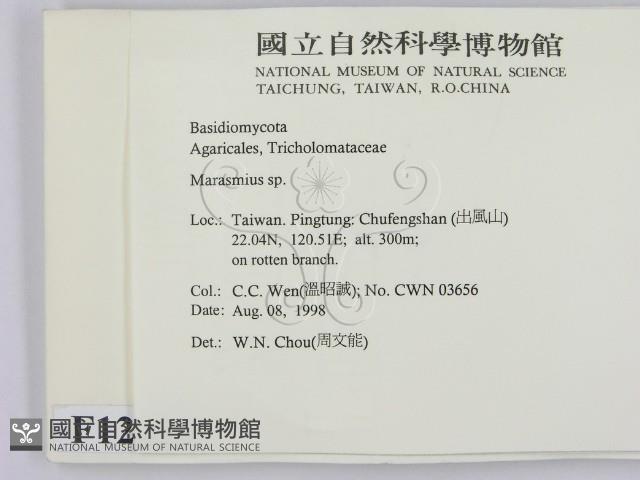 國立自然科學博物館
NATIONAL MUSEUM OF NATURAL SCIENCE
TAICHUNG, TAIWAN, R.O.CHINA
Basidiomycota
Agaricales, Tricholomataceae
Marasmius sp.
Loc.: Taiwan. Pingtung: Chufengshan (出風山)
22.04N, 120.51E; alt. 300m;
on rotten branch.
Col.: C.C. Wen(溫昭誠); No. CWN 03656
Date: Aug. 08, 1998
Det.: W.N. Chou(周文能)
F12
國立自然科學博物館
NATIONAL MUSEUM OF NATURAL SCIENCE